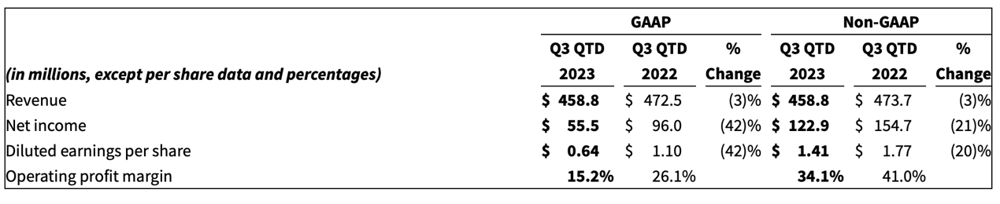 GAAP Non-GAAP
Q3 QTD Q3 QTD % Q3 QTD Q3 QTD %
(in millions, except per share data and percentages) 2023 2022 Change 2023 2022 Change
Revenue $ 458.8 $ 472.5 (3)% $ 458.8 $ 473.7 (3)%
Net income $ 55.5 $ 96.0 (42)% $ 122.9 $ 154.7 (21)%
Diluted earnings per share $ 0.64 $ 1.10 (42)% $ 1.41 $ 1.77 (20)%
Operating profit margin 15.2% 26.1% 34.1% 41.0%